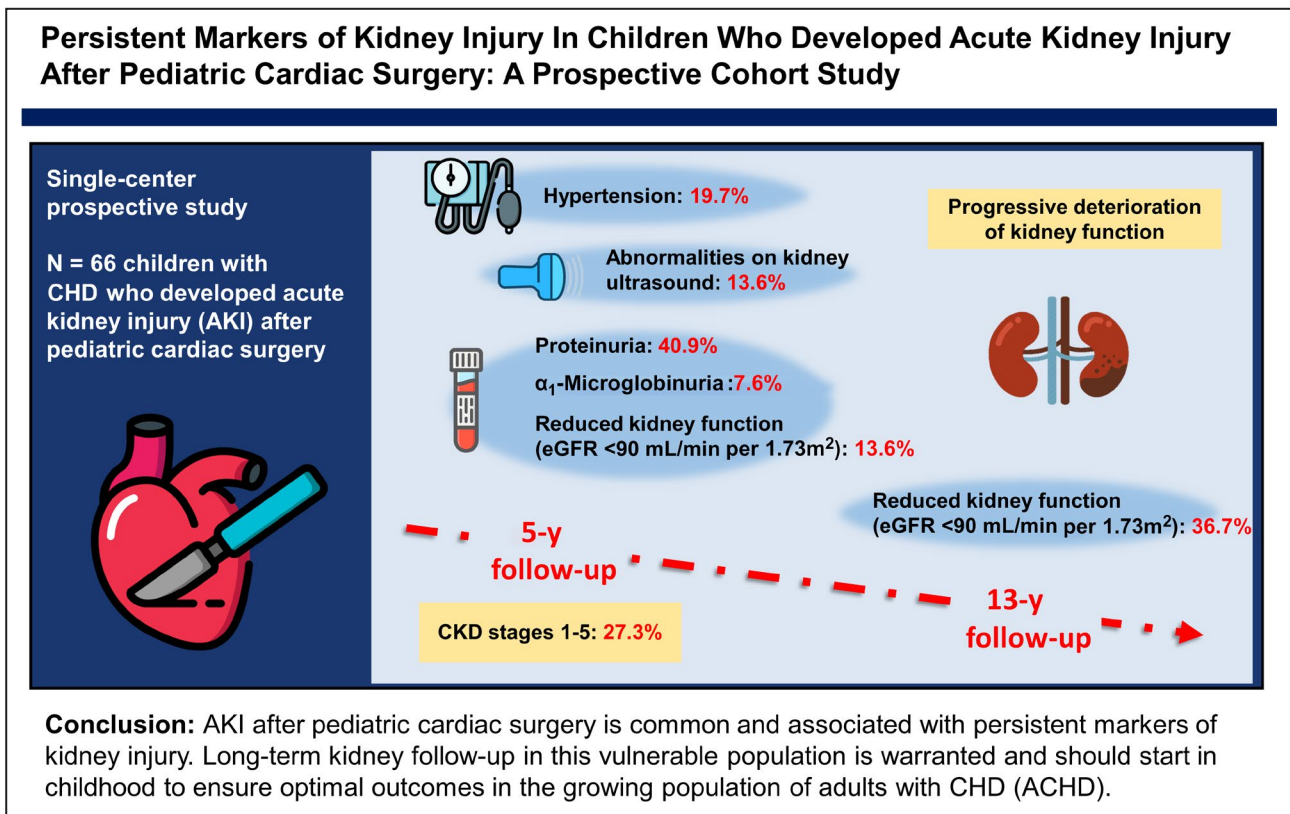 Persistent Markers of Kidney Injury In Children Who Developed Acute Kidney Injury
After Pediatric Cardiac Surgery: A Prospective Cohort Study
Single-center
prospective study
N = 66 children with
CHD who developed acute
kidney injury (AKI) after
pediatric cardiac surgery
Hypertension: 19.7%
Abnormalities on kidney
ultrasound: 13.6%
Proteinuria: 40.9%
α₁-Microglobinuria :7.6%
Reduced kidney function
(eGFR <90 mL/min per 1.73m²): 13.6%
Progressive deterioration
of kidney function
Reduced kidney function
(eGFR <90 mL/min per 1.73m²): 36.7%
5-y
follow-up
13-y
follow-up
CKD stages 1-5: 27.3%
Conclusion: AKI after pediatric cardiac surgery is common and associated with persistent markers of
kidney injury. Long-term kidney follow-up in this vulnerable population is warranted and should start in
childhood to ensure optimal outcomes in the growing population of adults with CHD (ACHD).